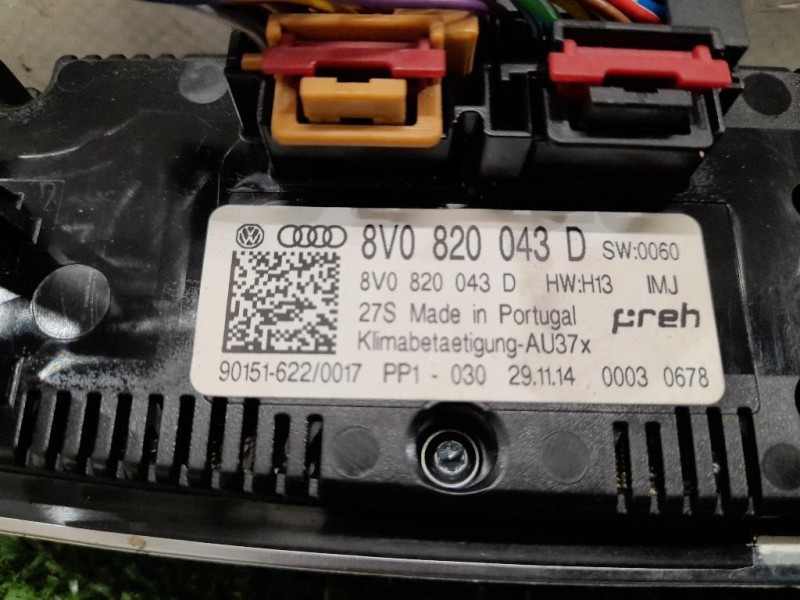 8V0 820 043 D SW:0060
8V0 820 043 D HW:H13 IMJ
27S Made in Portugal preh
Klimabetaetigung-AU37x
90151-622/0017 PP1 - 030 29.11.14 0003 0678